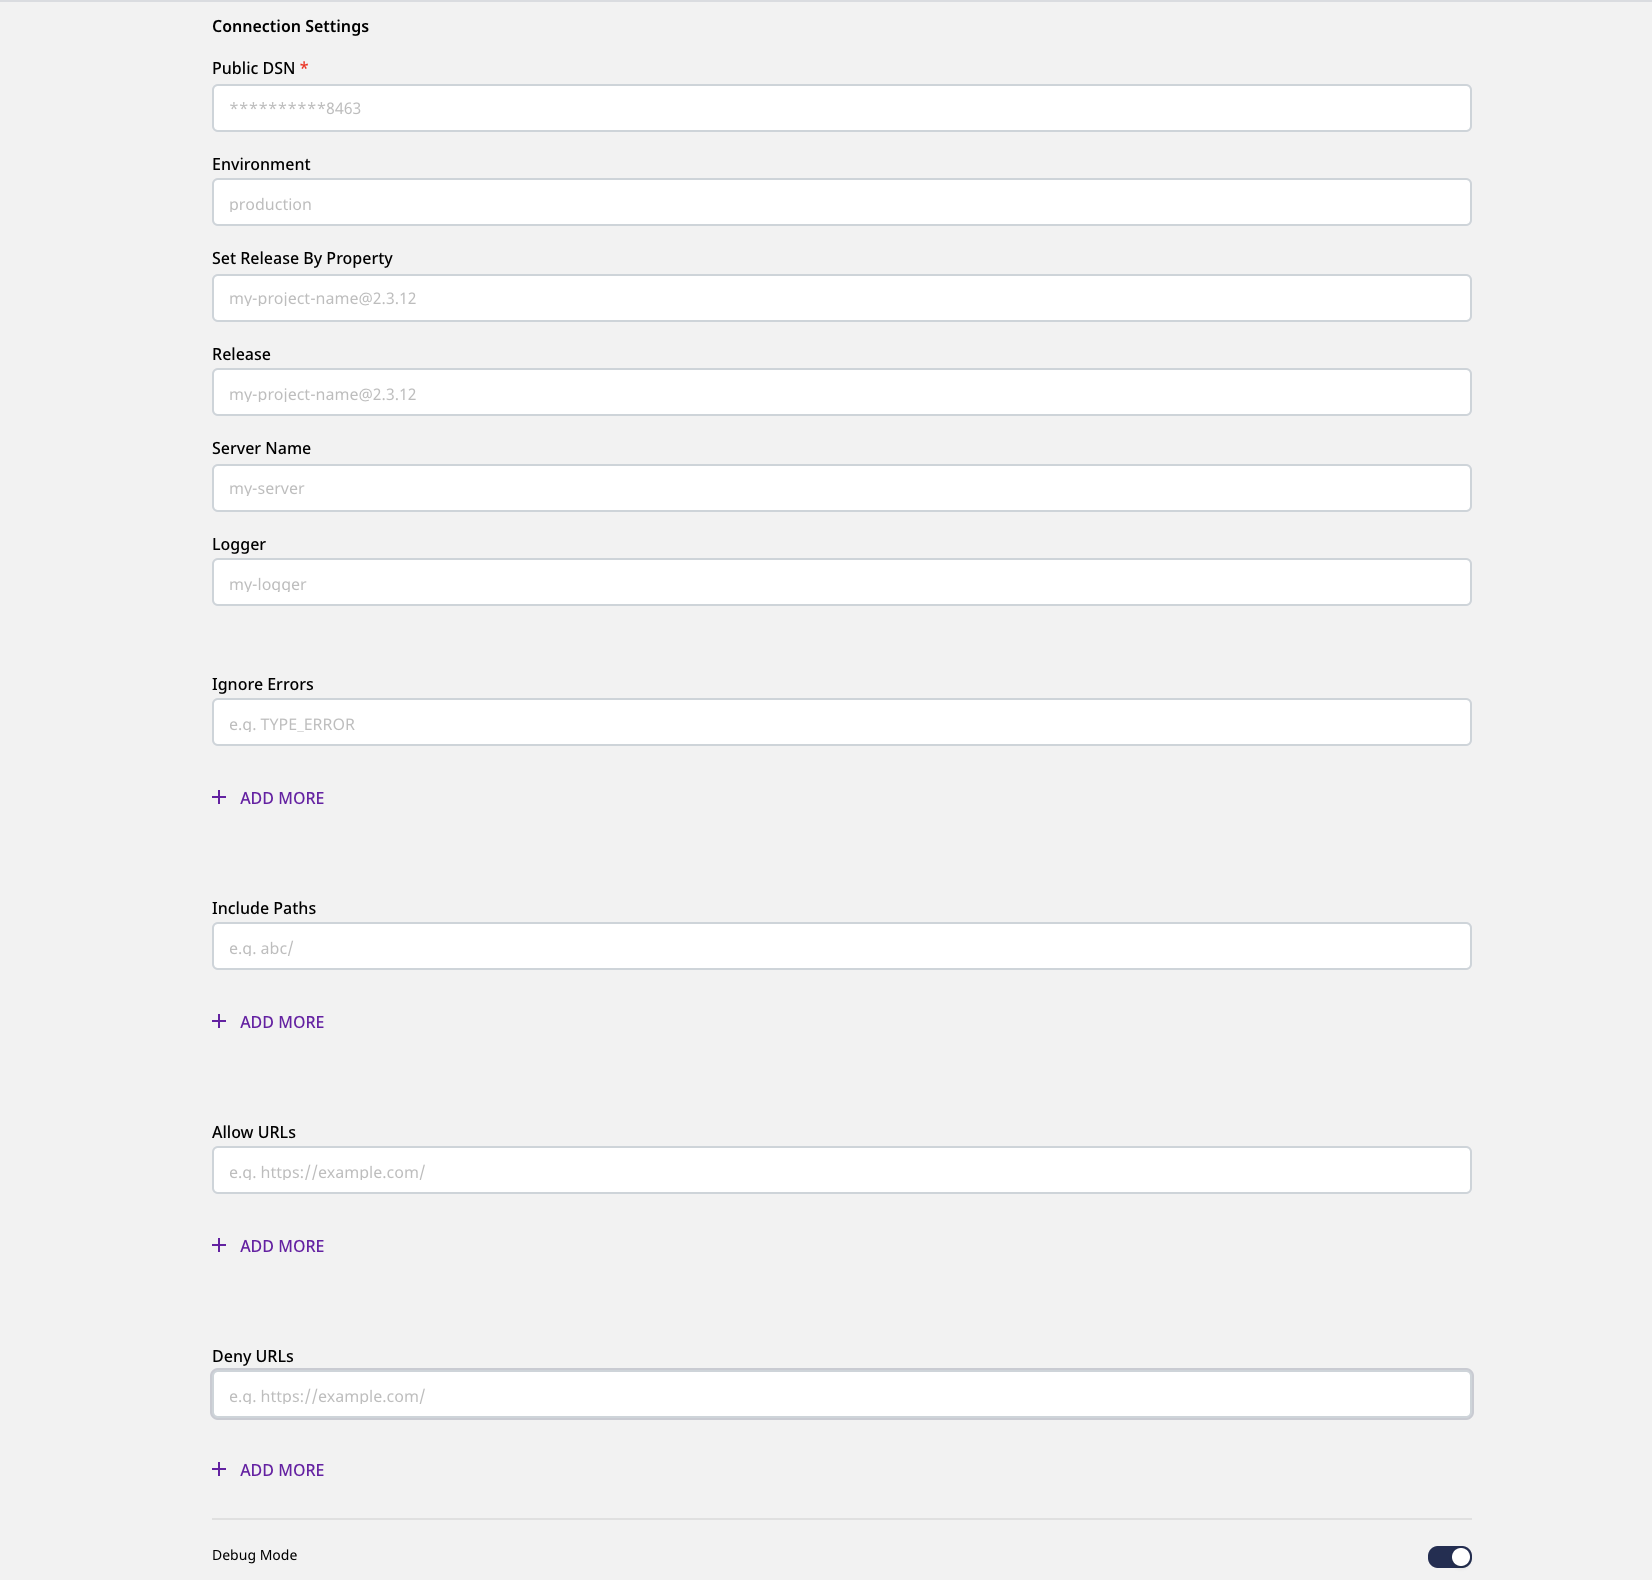 Connection Settings
Public DSN *
**********8463
Environment
production
Set Release By Property
my-project-name@2.3.12
Release
my-project-name@2.3.12
Server Name
my-server
Logger
my-logger
Ignore Errors
e.g. TYPE_ERROR
+ ADD MORE
Include Paths
e.g. abc/
+ ADD MORE
Allow URLs
e.g. https://example.com/
+ ADD MORE
Deny URLs
e.g. https://example.com/
+ ADD MORE
Debug Mode